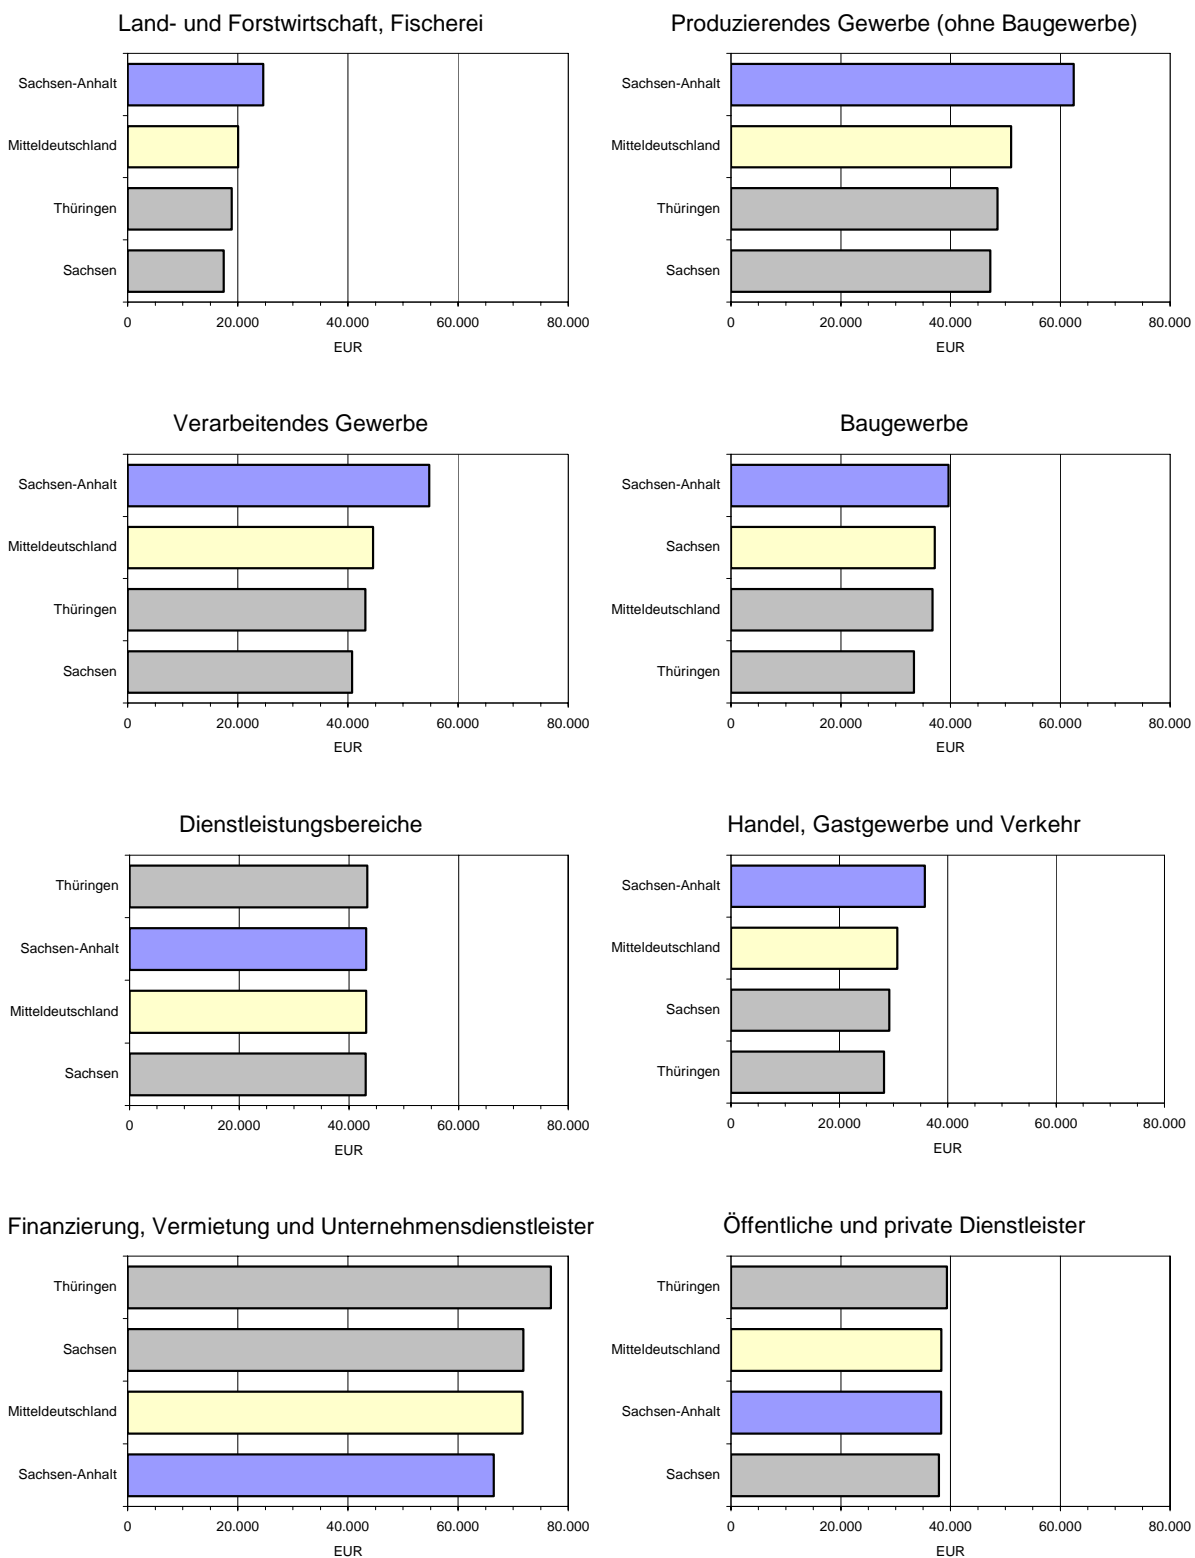 Land- und Forstwirtschaft, Fischerei
Sachsen-Anhalt
Mitteldeutschland
Thüringen
Sachsen
0 20.000 40.000 60.000 80.000
EUR
Produzierendes Gewerbe (ohne Baugewerbe)
Sachsen-Anhalt
Mitteldeutschland
Thüringen
Sachsen
0 20.000 40.000 60.000 80.000
EUR
Verarbeitendes Gewerbe
Sachsen-Anhalt
Mitteldeutschland
Thüringen
Sachsen
0 20.000 40.000 60.000 80.000
EUR
Baugewerbe
Sachsen-Anhalt
Sachsen
Mitteldeutschland
Thüringen
0 20.000 40.000 60.000 80.000
EUR
Dienstleistungsbereiche
Thüringen
Sachsen-Anhalt
Mitteldeutschland
Sachsen
0 20.000 40.000 60.000 80.000
EUR
Handel, Gastgewerbe und Verkehr
Sachsen-Anhalt
Mitteldeutschland
Sachsen
Thüringen
0 20.000 40.000 60.000 80.000
EUR
Finanzierung, Vermietung und Unternehmensdienstleister
Thüringen
Sachsen
Mitteldeutschland
Sachsen-Anhalt
0 20.000 40.000 60.000 80.000
EUR
Öffentliche und private Dienstleister
Thüringen
Mitteldeutschland
Sachsen-Anhalt
Sachsen
0 20.000 40.000 60.000 80.000
EUR